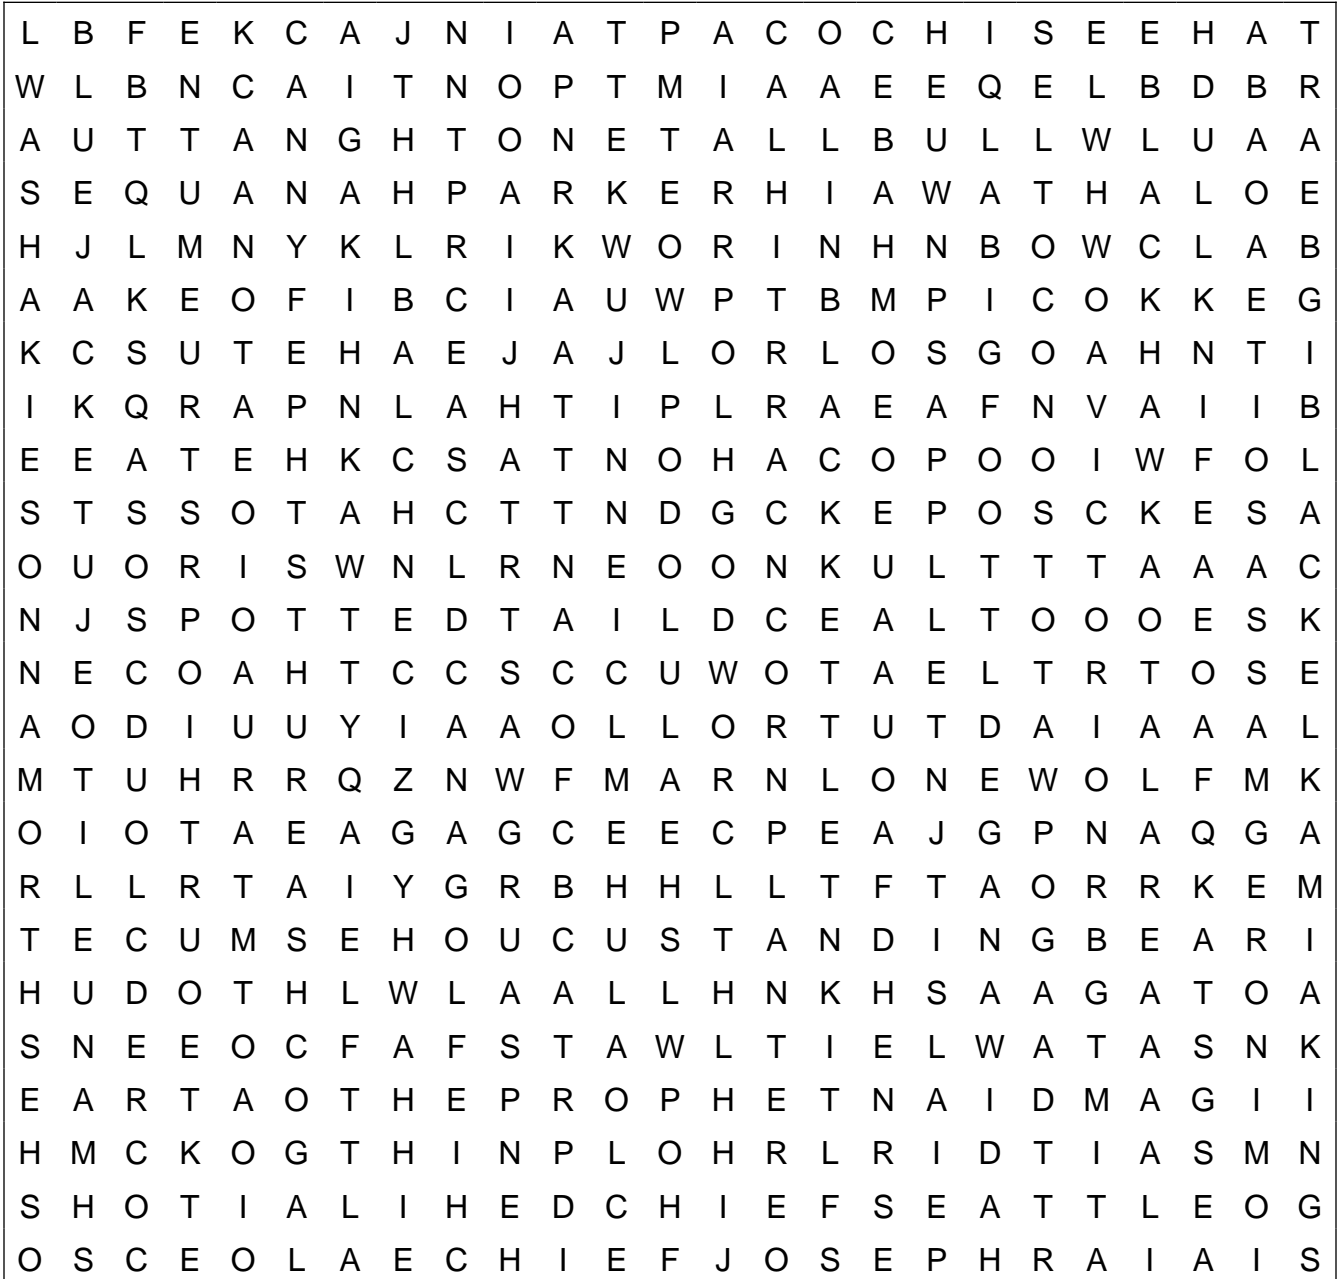 L B F E K C A J N I A T P A C O C H I S E E H A T
W L B N C A I T N O P T M I A A E E Q E L B D B R
A U T T A N G H T O N E T A L L B U L L W L U A A
S E Q U A N A H P A R K E R H I A W A T H A L O E
H J L M N Y K L R I K W O R I N H N B O W C L A B
A A K E O F I B C I A U W P T B M P I C O K K E G
K C S U T E H A E J A J L O R L O S G O A H N T I
I K Q R A P N L A H T I P L R A E A F N V A I I B
E E A T E H K C S A T N O H A C O P O O I W F O L
S T S S O T A H C T T N D G C K E P O S C K E S A
O U O R I S W N L R N E O O N K U L T T T A A A C
N J S P O T T E D T A I L D C E A L T O O O E S K
N E C O A H T C C S C C U W O T A E L T R T O S E
A O D I U U Y I A A O L L O R T U T D A I A A A L
M T U H R R Q Z N W F M A R N L O N E W O L F M K
O I O T A E A G A G C E E C P E A J G P N A Q G A
R L L R T A I Y G R B H H L L T F T A O R R K E M
T E C U M S E H O U C U S T A N D I N G B E A R I
H U D O T H L W L A A L L H N K H S A A G A T O A
S N E E O C F A F S T A W L T I E L W A T A S N K
E A R T A O T H E P R O P H E T N A I D M A G I I
H M C K O G T H I N P L O H R L R I D T I A S M N
S H O T I A L I H E D C H I E F S E A T T L E O G
O S C E O L A E C H I E F J O S E P H R A I A I S